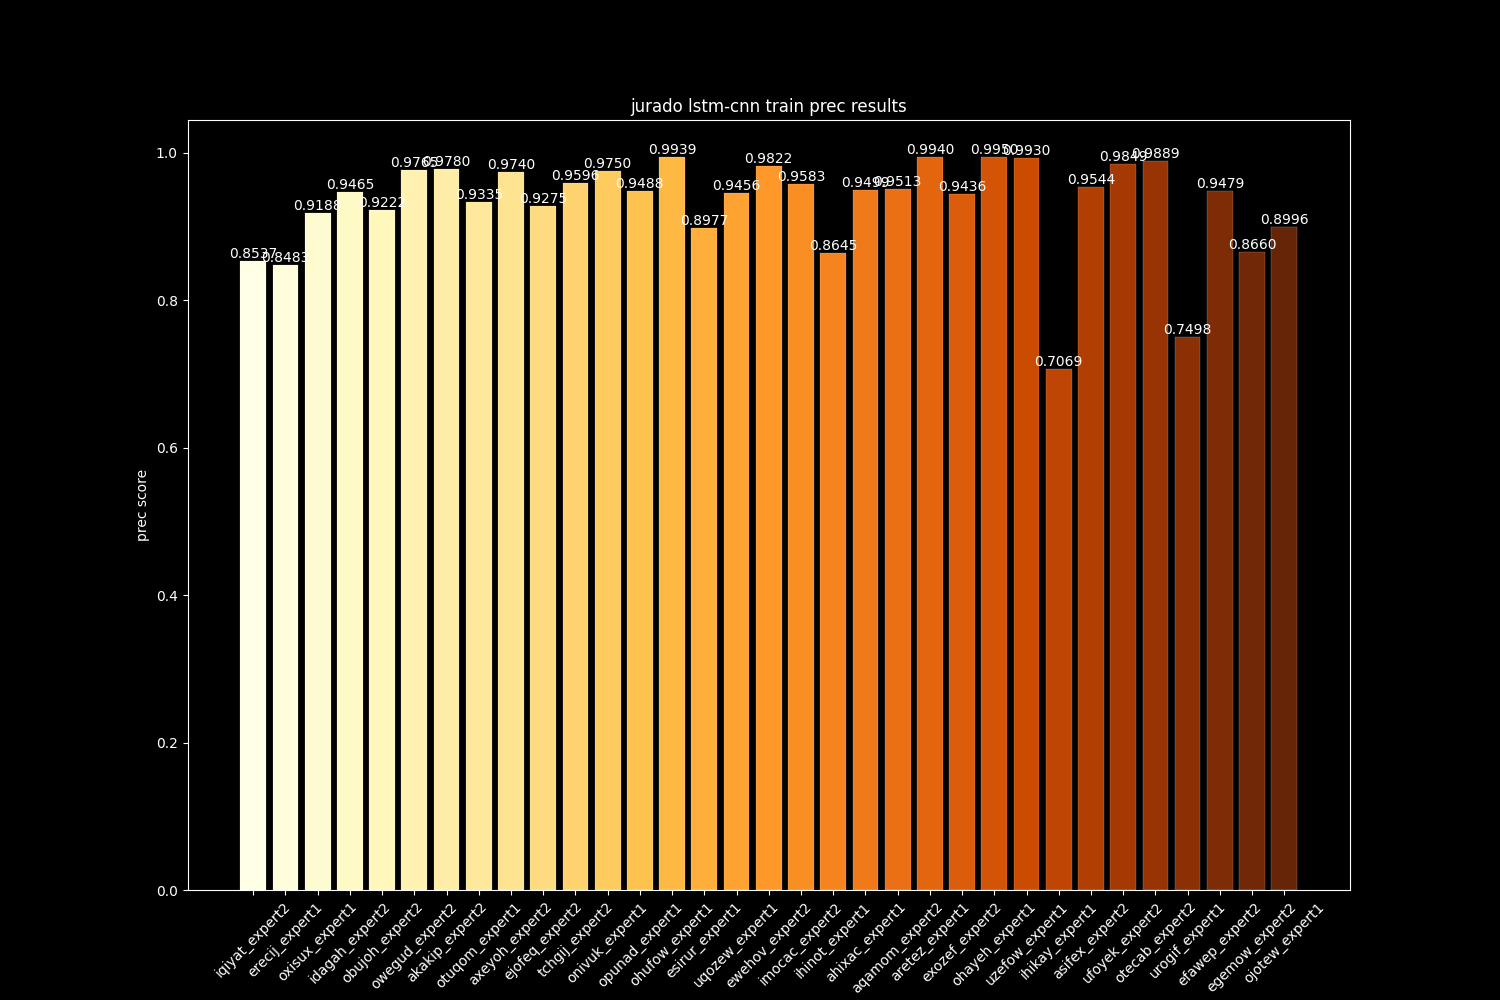 jurado lstm-cnn train prec results
prec score
1.0
0.8
0.6
0.4
0.2
0.0
0.8537
0.8483
0.9188
0.9465
0.9222
0.9765
0.9780
0.9335
0.9740
0.9275
0.9596
0.9750
0.9488
0.9939
0.8977
0.9456
0.9822
0.9583
0.8645
0.9499
0.9513
0.9940
0.9436
0.9950
0.9930
0.7069
0.9544
0.9849
0.9889
0.7498
0.9479
0.8660
0.8996
iqiyat_expert2
erecij_expert1
oxisux_expert1
idagah_expert2
obujoh_expert2
owegud_expert2
akakip_expert2
otuqom_expert1
axeyoh_expert2
ejofeq_expert2
tchgjj_expert2
onivuk_expert1
opunad_expert1
ohufow_expert1
esirur_expert1
uqozew_expert1
ewehov_expert2
imocac_expert2
ihinot_expert1
ahixac_expert1
aqamom_expert2
aretez_expert1
exozef_expert2
ohayeh_expert1
uzefow_expert1
ihikay_expert1
asifex_expert2
ufoyek_expert2
otecab_expert2
urogif_expert1
efawep_expert2
egemow_expert2
ojotew_expert1